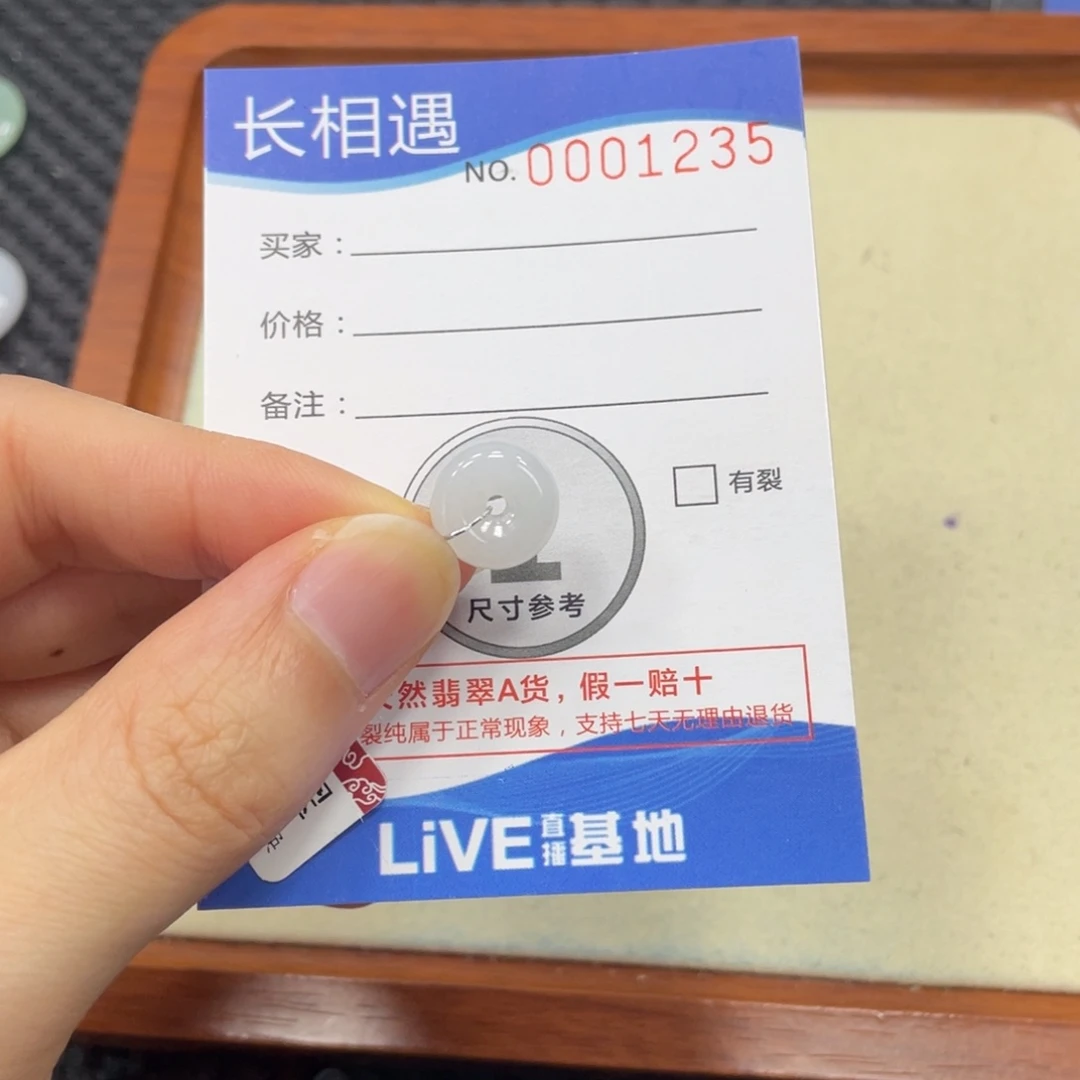 长相遇
NO. 0001235
买家：
价格：
备注：
有裂
尺寸参考
然翡翠A货，假一赔十
裂纯属于正常现象，支持七天无理由退货
LiVE直播基地